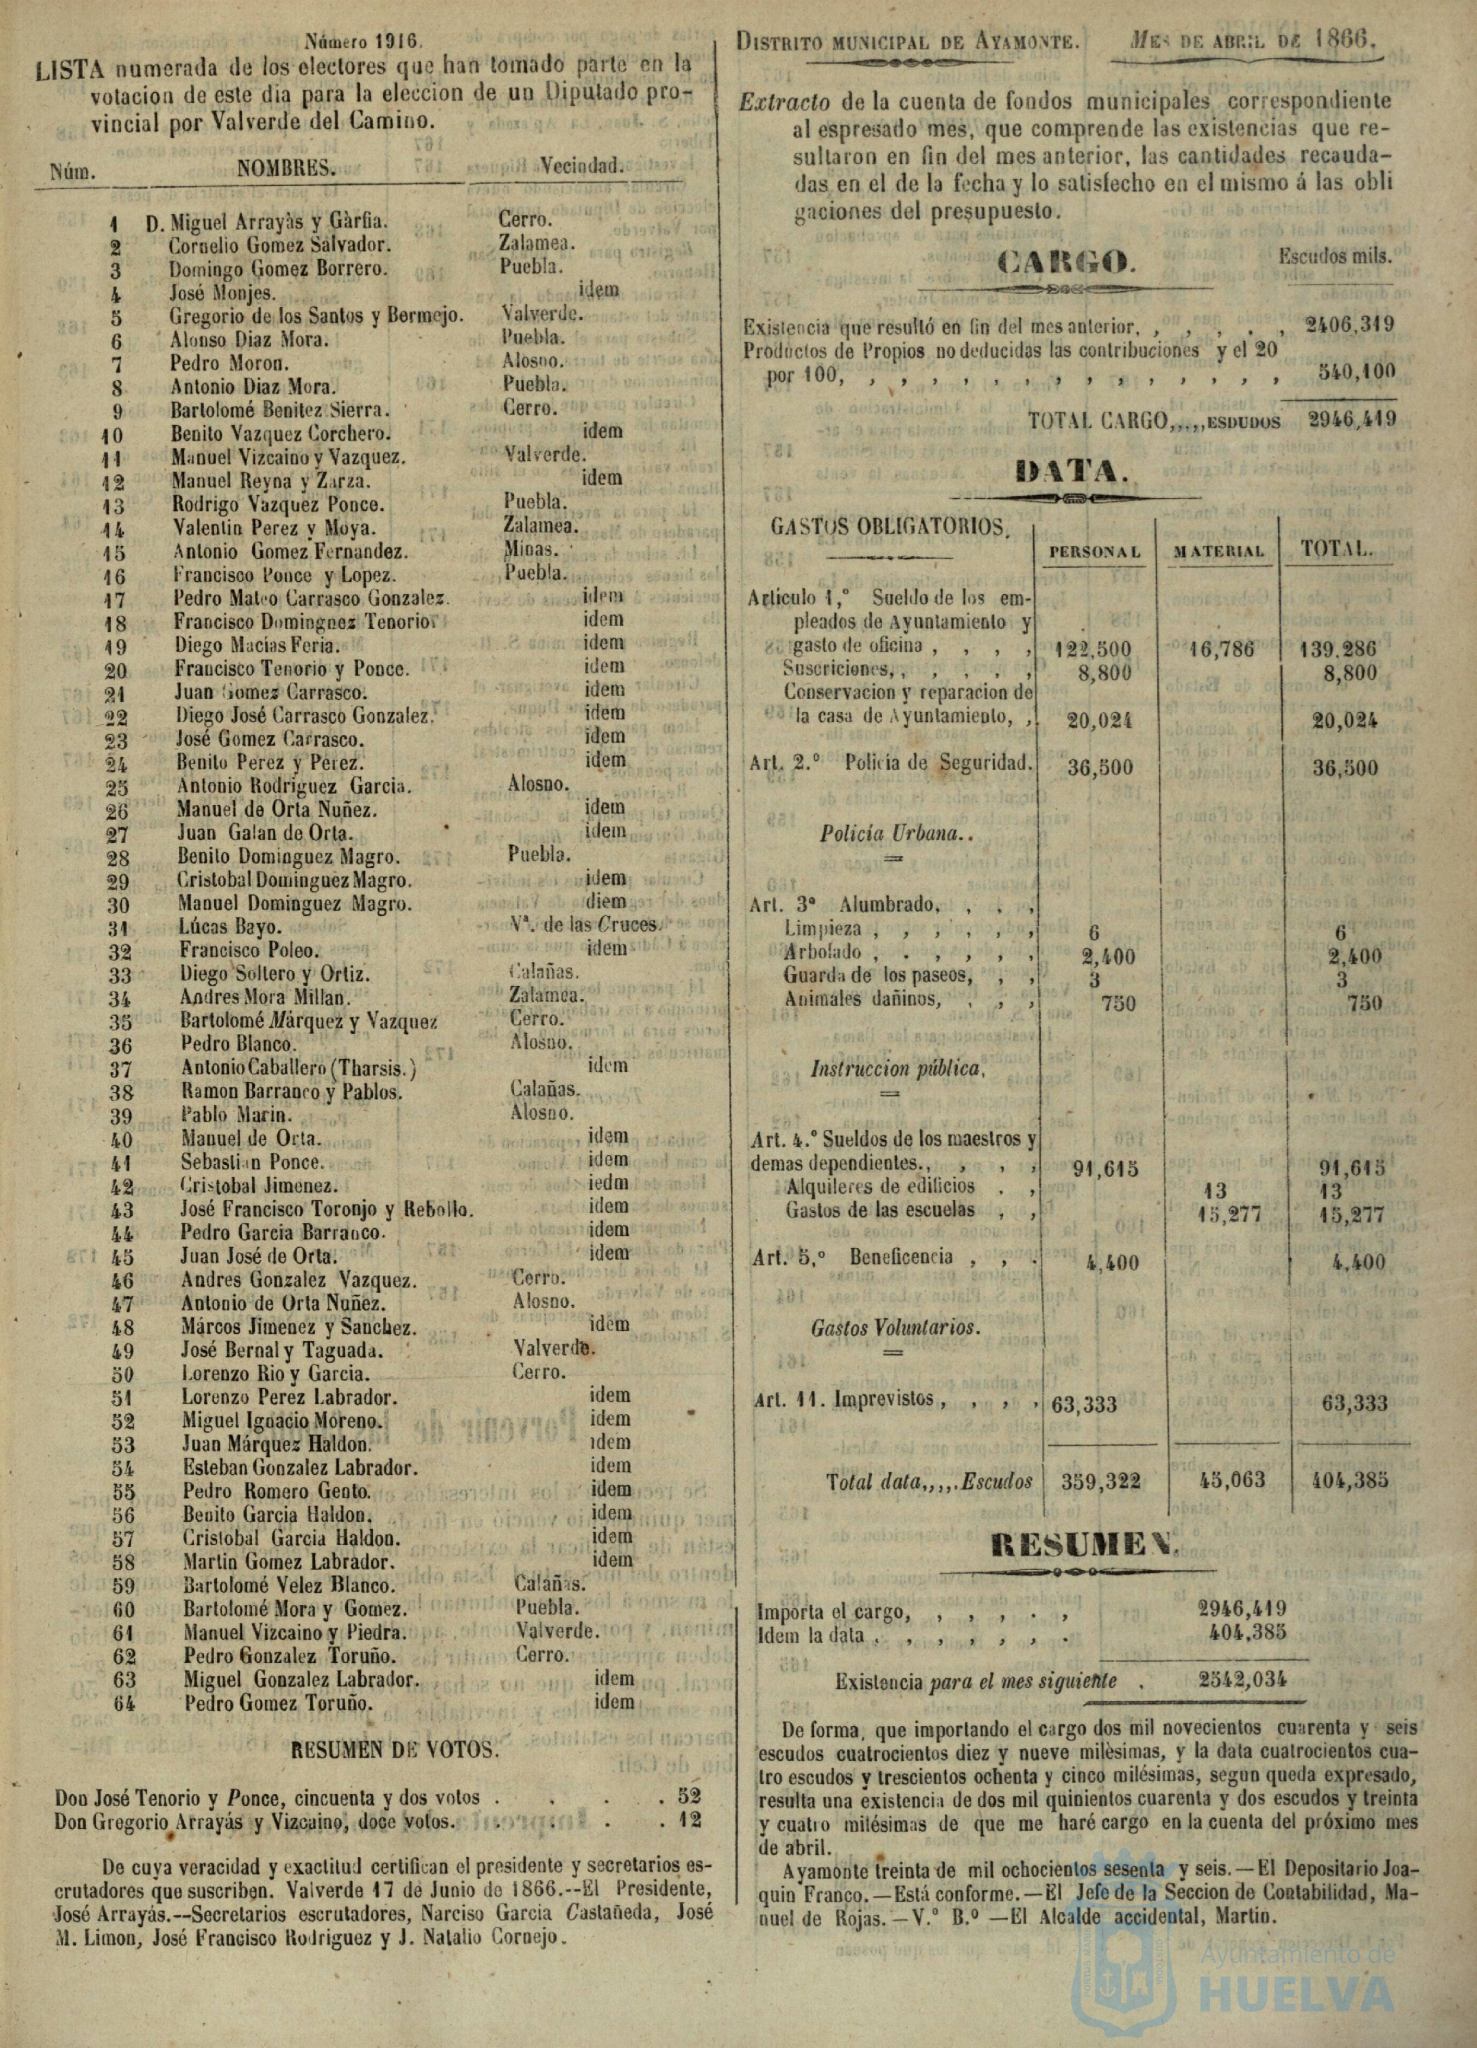 Número 1916.
LISTA numerada de los electores que han tomado parte en la
votacion de este dia para la eleccion de un Diputado pro-
vincial por Valverde del Camino.
Núm. NOMBRES. Vecindad.
1 D. Miguel Arrayàs y Gàrfia. Cerro.
2 Cornelio Gomez Salvador. Zalamea.
3 Domingo Gomez Borrero. Puebla.
4 José Monjes. idem
5 Gregorio de los Santos y Bermejo. Valverde.
6 Alonso Diaz Mora. Puebla.
7 Pedro Moron. Alosno.
8 Antonio Diaz Mora. Puebla.
9 Bartolomé Benitez Sierra. Cerro.
10 Benito Vazquez Corchero. idem
11 Manuel Vizcaino y Vazquez. Valverde.
12 Manuel Reyna y Zarza. idem
13 Rodrigo Vazquez Ponce. Puebla.
14 Valentin Perez y Moya. Zalamea.
15 Antonio Gomez Fernandez. Minas.
16 Francisco Ponce y Lopez. Puebla.
17 Pedro Mateo Carrasco Gonzalez. idem
18 Francisco Dominguez Tenorio. idem
19 Diego Macías Feria. idem
20 Francisco Tenorio y Ponce. idem
21 Juan Gomez Carrasco. idem
22 Diego José Carrasco Gonzalez. idem
23 José Gomez Carrasco. idem
24 Benito Perez y Perez. idem
25 Antonio Rodriguez Garcia. Alosno.
26 Manuel de Orta Nuñez. idem
27 Juan Galan de Orta. idem
28 Benito Dominguez Magro. Puebla.
29 Cristobal Dominguez Magro. idem
30 Manuel Dominguez Magro. diem
31 Lúcas Bayo. Vª. de las Cruces.
32 Francisco Poleo. idem
33 Diego Soltero y Ortiz. Calañas.
34 Andres Mora Millan. Zalamea.
35 Bartolomé Márquez y Vazquez Cerro.
36 Pedro Blanco. Alosno.
37 Antonio Caballero (Tharsis.) idem
38 Ramon Barranco y Pablos. Calañas.
39 Pablo Marin. Alosno.
40 Manuel de Orta. idem
41 Sebastian Ponce. idem
42 Cristobal Jimenez. iedm
43 José Francisco Toronjo y Rebollo. idem
44 Pedro Garcia Barranco. idem
45 Juan José de Orta. idem
46 Andres Gonzalez Vazquez. Cerro.
47 Antonio de Orta Nuñez. Alosno.
48 Márcos Jimenez y Sanchez. idem
49 José Bernal y Taguada. Valverde.
50 Lorenzo Rio y Garcia. Cerro.
51 Lorenzo Perez Labrador. idem
52 Miguel Ignacio Moreno. idem
53 Juan Márquez Haldon. idem
54 Esteban Gonzalez Labrador. idem
55 Pedro Romero Gento. idem
56 Benito Garcia Haldon. idem
57 Cristobal Garcia Haldon. idem
58 Martin Gomez Labrador. idem
59 Bartolomé Velez Blanco. Calañas.
60 Bartolomé Mora y Gomez. Puebla.
61 Manuel Vizcaino y Piedra. Valverde.
62 Pedro Gonzalez Toruño. Cerro.
63 Miguel Gonzalez Labrador. idem
64 Pedro Gomez Toruño. idem
RESUMEN DE VOTOS.
Don José Tenorio y Ponce, cincuenta y dos votos . . . . 52
Don Gregorio Arrayás y Vizcaino, doce votos. . . . . 12
De cuya veracidad y exactitud certifican el presidente y secretarios es-
crutadores que suscriben. Valverde 17 de Junio de 1866.--El Presidente,
José Arrayás.--Secretarios escrutadores, Narciso Garcia Castañeda, José
M. Limon, José Francisco Rodriguez y J. Natalio Cornejo.
DISTRITO MUNICIPAL DE AYAMONTE. MES DE ABRIL DE 1866.
Extracto de la cuenta de fondos municipales correspondiente
al espresado mes, que comprende las existencias que re-
sultaron en fin del mes anterior, las cantidades recauda-
das en el de la fecha y lo satisfecho en el mismo á las obli
gaciones del presupuesto.
CARGO. Escudos mils.
Existencia que resultó en fin del mes anterior, , , , , , 2406,319
Productos de Propios no deducidas las contribuciones y el 20
por 100, , , , , , , , , , , , , , , 540,100
TOTAL CARGO,,,,,ESDUDOS 2946,419
DATA.
GASTOS OBLIGATORIOS. PERSONAL MATERIAL TOTAL.
Artículo 1,° Sueldo de los em-
pleados de Ayuntamiento y
gasto de oficina , , , , 122,500 16,786 139.286
Suscriciones, , , , , , 8,800 8,800
Conservacion y reparacion de
la casa de Ayuntamiento, , 20,024 20,024
Art. 2.° Policía de Seguridad. 36,500 36,500
Policía Urbana..
Art. 3ª Alumbrado, , , ,
Limpieza , , , , , , 6 6
Arbolado , . , , , , 2,400 2,400
Guarda de los paseos, , , 3 3
Animales dañinos, , , , 750 750
Instruccion pública,
Art. 4.° Sueldos de los maestros y
demas dependientes., , , , 91,615 91,615
Alquileres de edificios . , 13 13
Gastos de las escuelas , , 15,277 15,277
Art. 5,° Beneficencia , , . 4,400 4,400
Gastos Voluntarios.
Art. 11. Imprevistos , , , , 63,333 63,333
Total data,,,,,Escudos 359,322 45,063 404,385
RESUMEN.
Importa el cargo, , , , . , 2946,419
Idem la data . , , , , , . 404,385
Existencia para el mes siguiente . 2542,034
De forma, que importando el cargo dos mil novecientos cuarenta y seis
escudos cuatrocientos diez y nueve milèsimas, y la data cuatrocientos cua-
tro escudos y trescientos ochenta y cinco milésimas, segun queda expresado,
resulta una existencia de dos mil quinientos cuarenta y dos escudos y treinta
y cuatro milésimas de que me haré cargo en la cuenta del próximo mes
de abril.
Ayamonte treinta de mil ochocientos sesenta y seis.—El Depositario Joa-
quin Franco.—Está conforme.—El Jefe de la Seccion de Contabilidad, Ma-
nuel de Rojas.—V.° B.°—El Alcalde accidental, Martin.
Ayuntamiento de
HUELVA